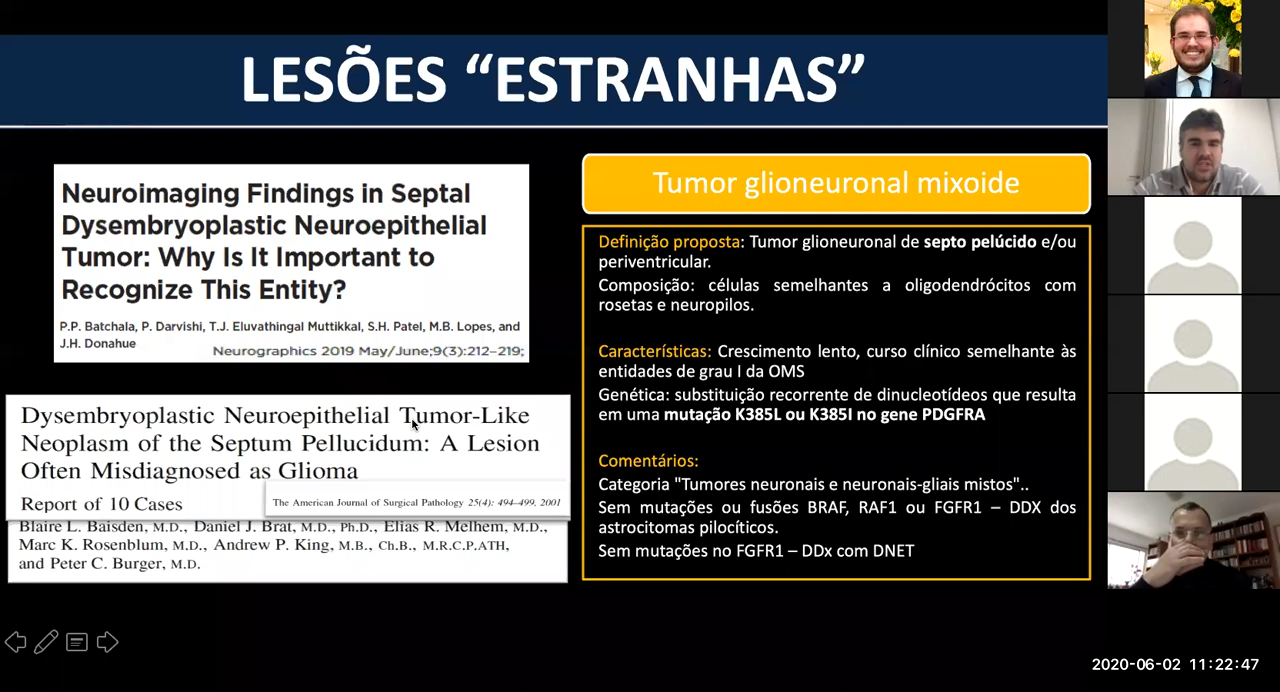 LESÕES “ESTRANHAS”
Neuroimaging Findings in Septal
Dysembryoplastic Neuroepithelial
Tumor: Why Is It Important to
Recognize This Entity?
P.P. Batchala, P. Darvishi, T.J. Eluvathingal Muttikkal, S.H. Patel, M.B. Lopes, and
J.H. Donahue
Neurographics 2019 May/June;9(3):212–219;
Dysembryoplastic Neuroepithelial Tumor-Like
Neoplasm of the Septum Pellucidum: A Lesion
Often Misdiagnosed as Glioma
Report of 10 Cases
The American Journal of Surgical Pathology 25(4): 494–499, 2001
Blaire L. Baisden, M.D., Daniel J. Brat, M.D., Ph.D., Elias R. Melhem, M.D.,
Marc K. Rosenblum, M.D., Andrew P. King, M.B., Ch.B., M.R.C.P.ATH,
and Peter C. Burger, M.D.
Tumor glioneuronal mixoide
Definição proposta: Tumor glioneuronal de septo pelúcido e/ou
periventricular.
Composição: células semelhantes a oligodendrócitos com
rosetas e neuropilos.
Características: Crescimento lento, curso clínico semelhante às
entidades de grau I da OMS
Genética: substituição recorrente de dinucleotídeos que resulta
em uma mutação K385L ou K385I no gene PDGFRA
Comentários:
Categoria "Tumores neuronais e neuronais-gliais mistos"..
Sem mutações ou fusões BRAF, RAF1 ou FGFR1 – DDX dos
astrocitomas pilocíticos.
Sem mutações no FGFR1 – DDx com DNET
2020-06-02 11:22:47